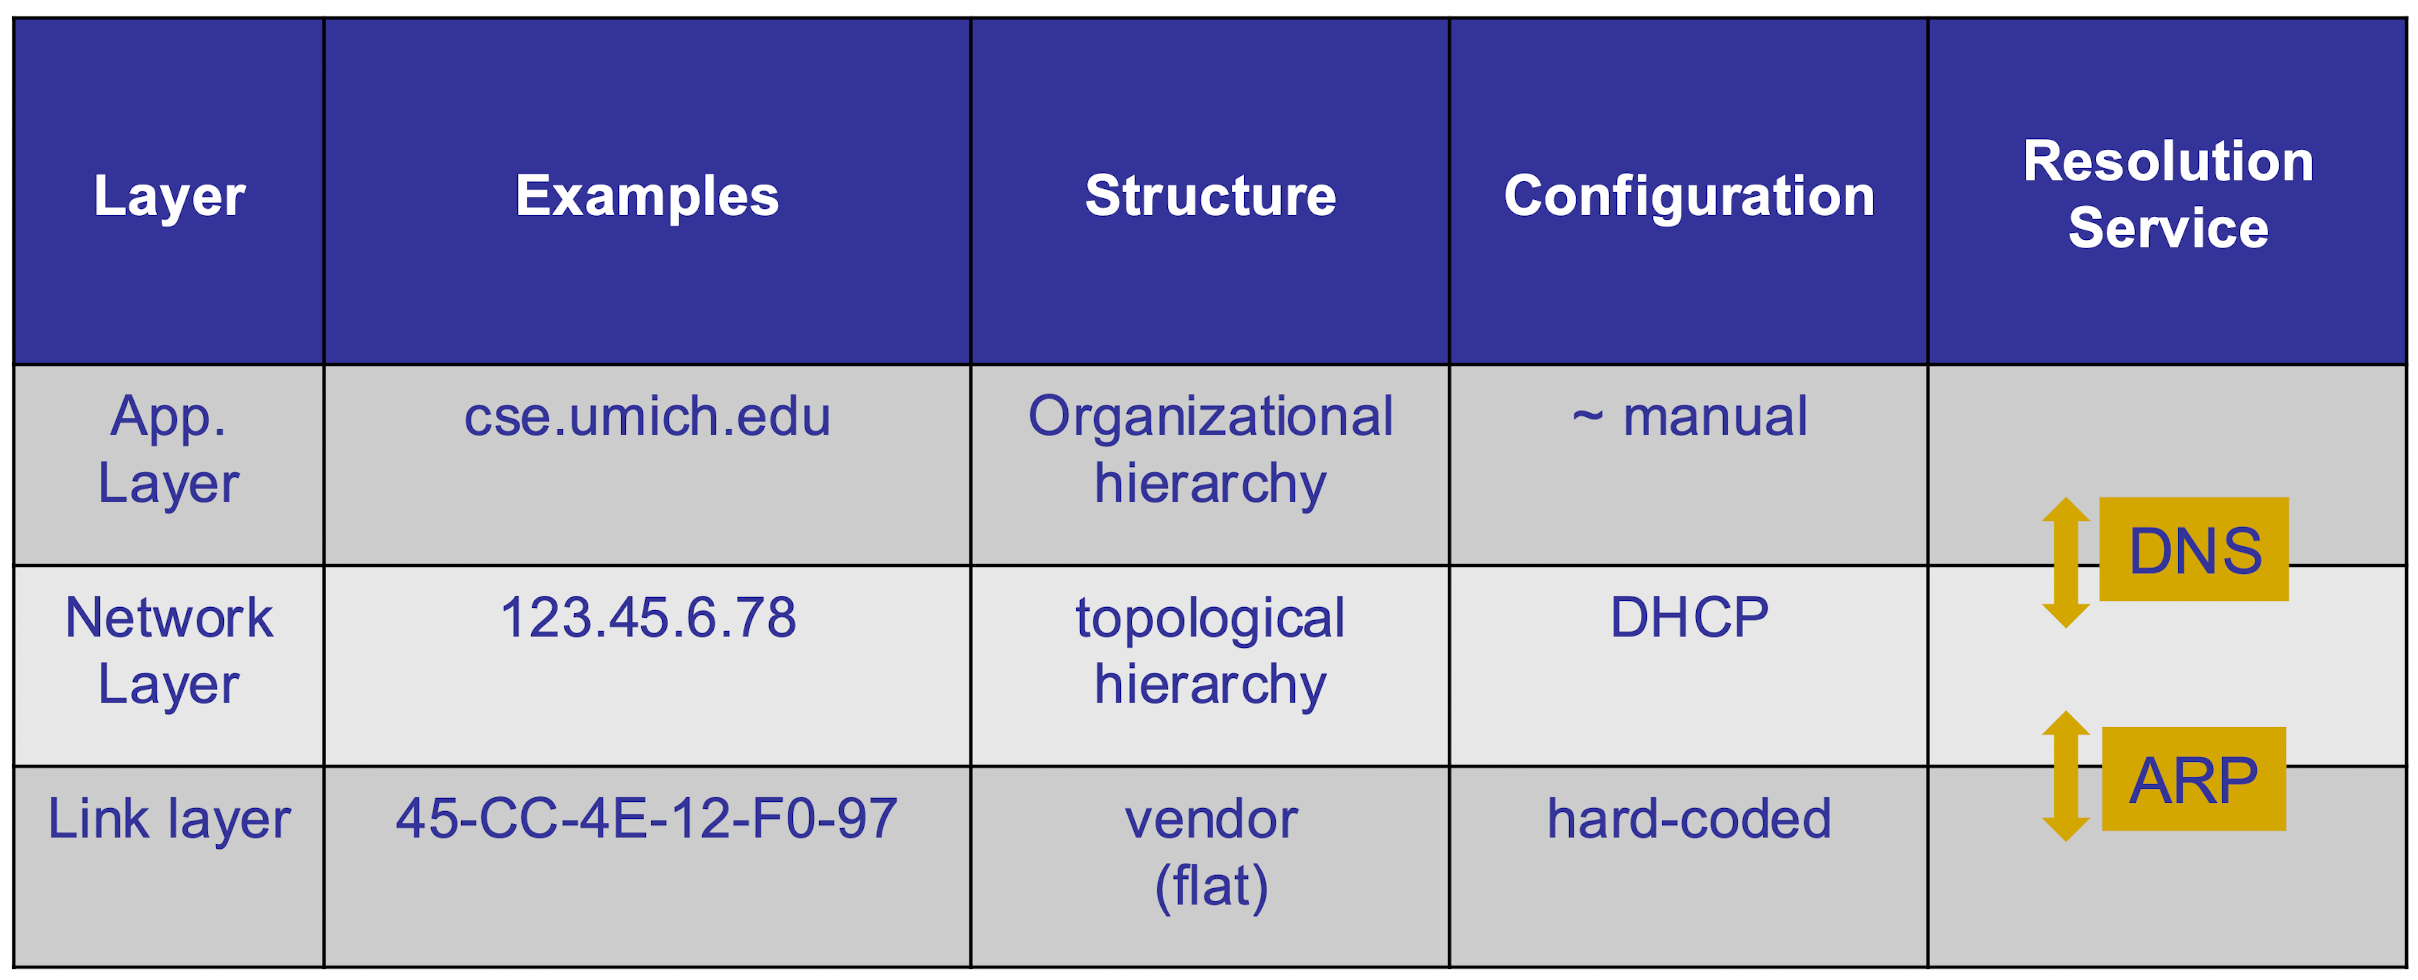 Layer
Examples
Structure
Configuration
Resolution
Service
App.
Layer
cse.umich.edu
Organizational
hierarchy
~ manual
DNS
Network
Layer
123.45.6.78
topological
hierarchy
DHCP
ARP
Link layer
45-CC-4E-12-F0-97
vendor
(flat)
hard-coded